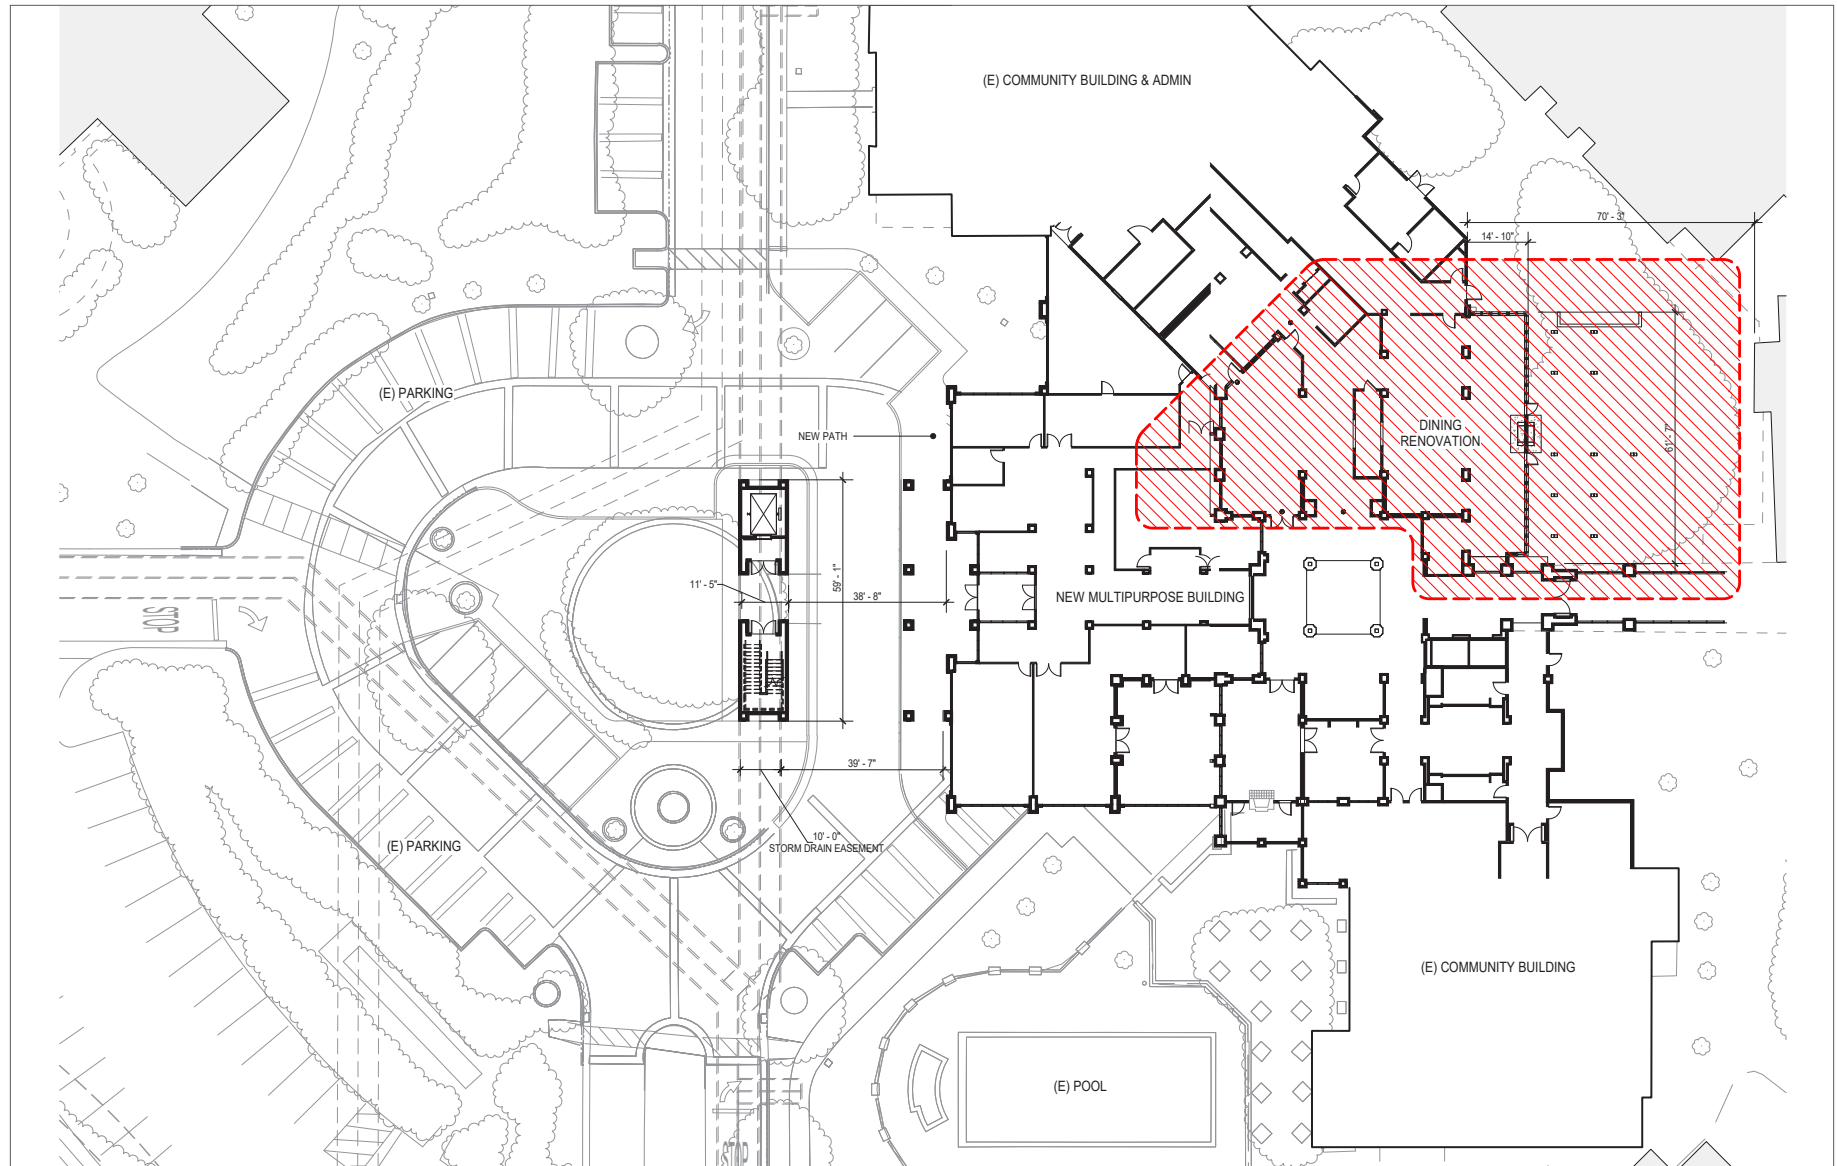 (E) COMMUNITY BUILDING & ADMIN
70' - 3"
14' - 10"
(E) PARKING
NEW PATH
DINING
RENOVATION
61' - 7"
11' - 5"
59' - 1"
38' - 8"
NEW MULTIPURPOSE BUILDING
STOP
39' - 7"
10' - 0"
STORM DRAIN EASEMENT
(E) PARKING
(E) COMMUNITY BUILDING
(E) POOL
STOP